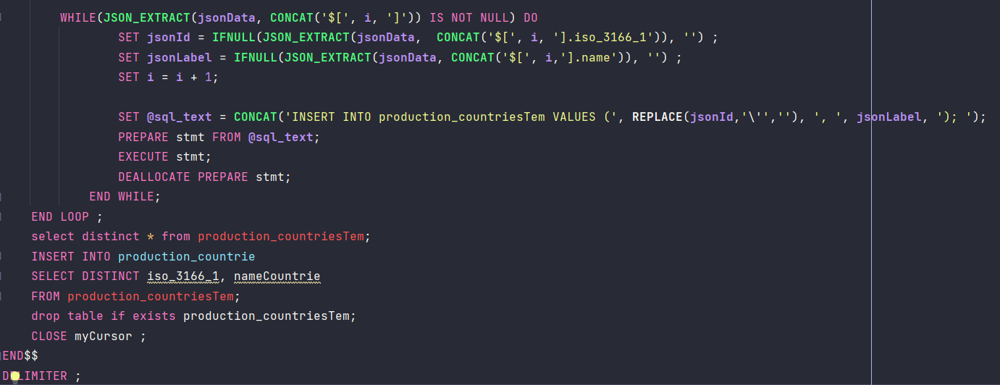 WHILE(JSON_EXTRACT(jsonData, CONCAT('$[', i, ']')) IS NOT NULL) DO
SET jsonId = IFNULL(JSON_EXTRACT(jsonData,  CONCAT('$[', i, '].iso_3166_1')), '') ;
SET jsonLabel = IFNULL(JSON_EXTRACT(jsonData, CONCAT('$[', i,'].name')), '') ;
SET i = i + 1;
SET @sql_text = CONCAT('INSERT INTO production_countriesTem VALUES (', REPLACE(jsonId,'\'',''), ', ', jsonLabel, '); ');
PREPARE stmt FROM @sql_text;
EXECUTE stmt;
DEALLOCATE PREPARE stmt;
END WHILE;
END LOOP ;
select distinct * from production_countriesTem;
INSERT INTO production_countrie
SELECT DISTINCT iso_3166_1, nameCountrie
FROM production_countriesTem;
drop table if exists production_countriesTem;
CLOSE myCursor ;
END$$
DELIMITER ;